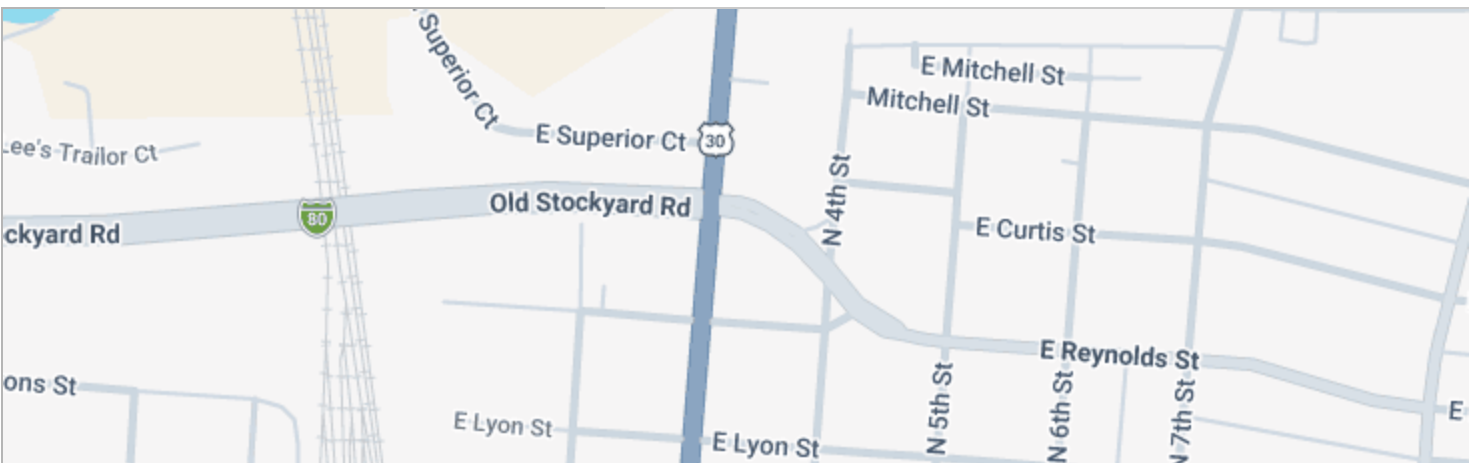 Superior Ct
E Mitchell St
Mitchell St
E Superior Ct
30
Lee's Trailor Ct
N 4th St
Old Stockyard Rd
80
ckyard Rd
E Curtis St
E Reynolds St
ons St
N 5th St
N 6th St
N 7th St
E
E Lyon St
E Lyon St